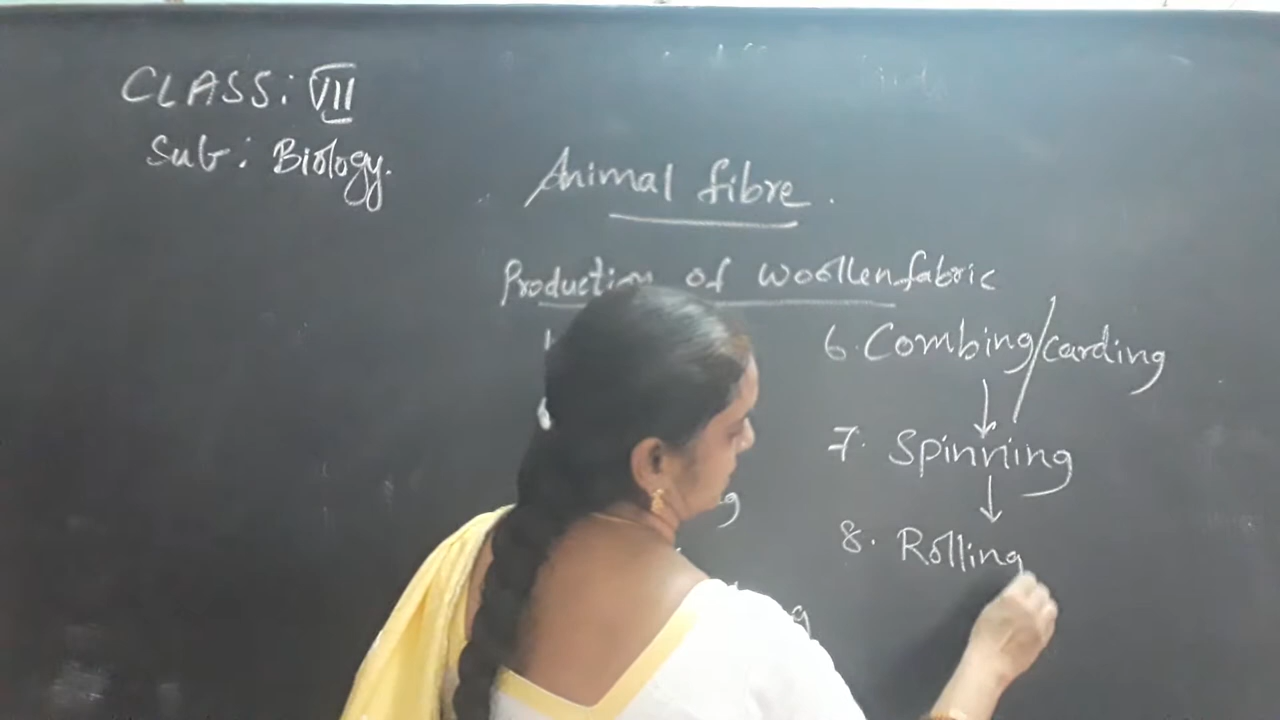 CLASS: VII
Sub: Biology.
Animal fibre.
Production of woollen fabric
6. Combing/carding
7. Spinning
8. Rolling